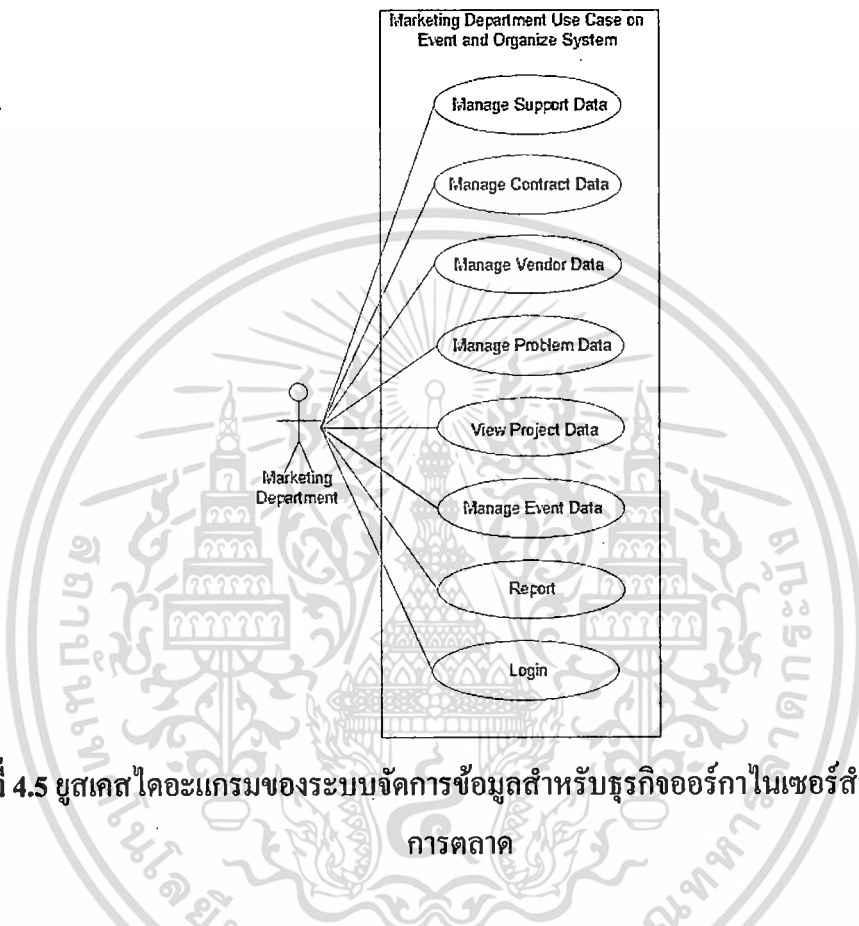 Marketing Department Use Case on
Event and Organize System
Manage Support Data
Manage Contract Data
Manage Vendor Data
Manage Problem Data
View Project Data
Manage Event Data
Report
Login
Marketing
Department
4.5 ยูสเคสไดอะแกรมของระบบจัดการข้อมูลสำหรับธุรกิจออร์กาไนเซอร์
การตลาด